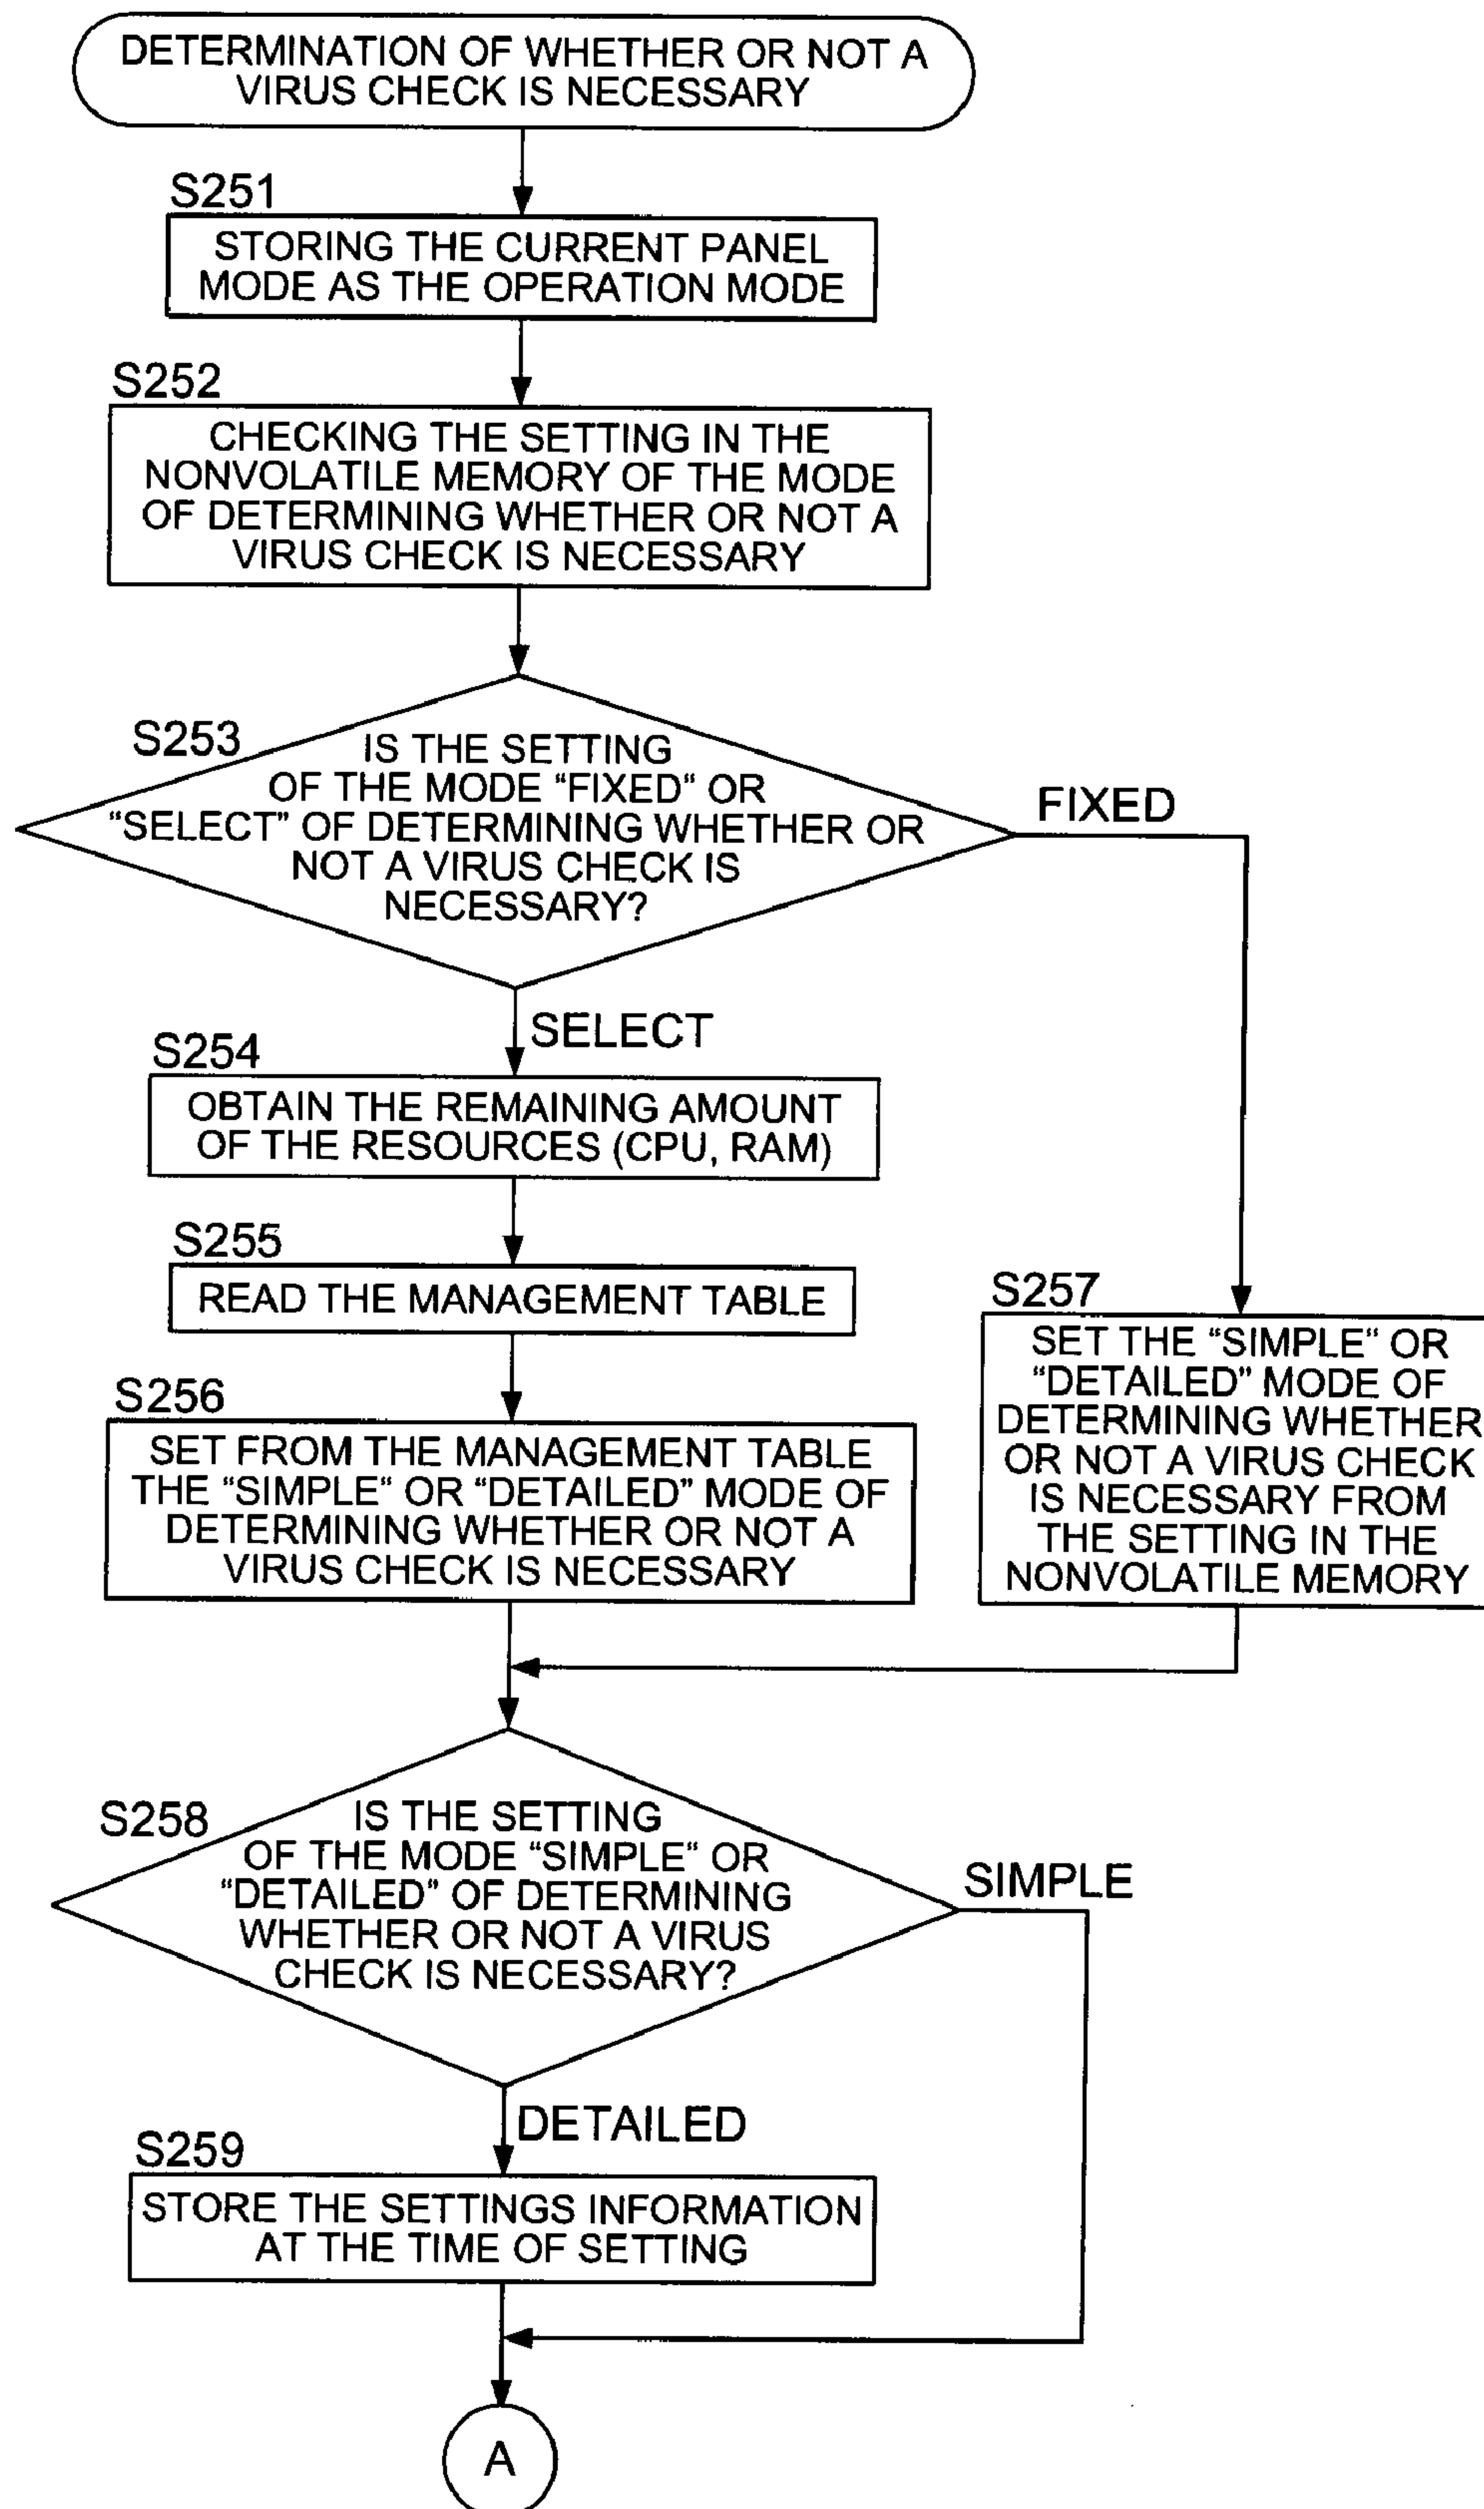 DETERMINATION OF WHETHER OR NOT A
VIRUS CHECK IS NECESSARY
S251
STORING THE CURRENT PANEL
MODE AS THE OPERATION MODE
S252
CHECKING THE SETTING IN THE
NONVOLATILE MEMORY OF THE MODE
OF DETERMINING WHETHER OR NOT A
VIRUS CHECK IS NECESSARY
S253
IS THE SETTING
OF THE MODE “FIXED“ OR
“SELECT” OF DETERMINING WHETHER OR
NOT A VIRUS CHECK IS
NECESSARY?
FIXED
SELECT
S254
OBTAIN THE REMAINING AMOUNT
OF THE RESOURCES (CPU, RAM)
S255
READ THE MANAGEMENT TABLE
S256
SET FROM THE MANAGEMENT TABLE
THE “SIMPLE“ OR “DETAILED” MODE OF
DETERMINING WHETHER OR NOT A
VIRUS CHECK IS NECESSARY
S257
SET THE “SIMPLE“ OR
“DETAILED” MODE OF
DETERMINING WHETHER
OR NOT A VIRUS CHECK
IS NECESSARY FROM
THE SETTING IN THE
NONVOLATILE MEMORY
S258
IS THE SETTING
OF THE MODE “SIMPLE“ OR
“DETAILED” OF DETERMINING
WHETHER OR NOT A VIRUS
CHECK IS NECESSARY?
SIMPLE
DETAILED
S259
STORE THE SETTINGS INFORMATION
AT THE TIME OF SETTING
A